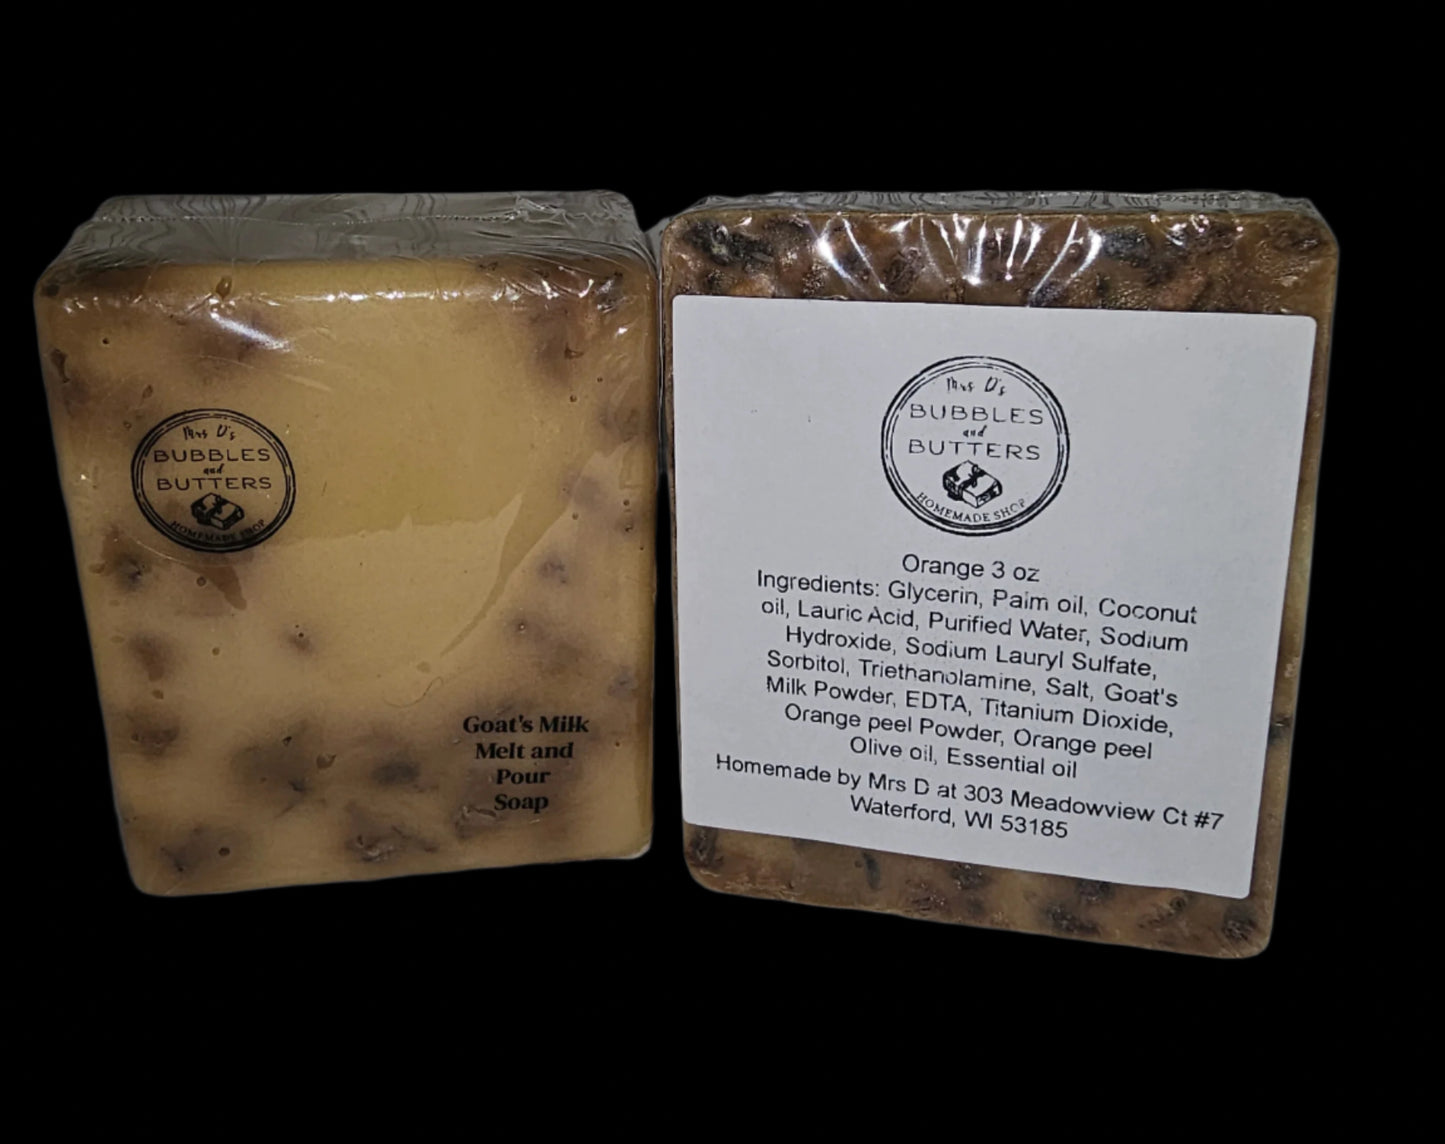 Mrs D's
BUBBLES
and
BUTTERS
HOMEMADE SHOP
Goat's Milk
Melt and
Pour
Soap
Mrs D's
BUBBLES
and
BUTTERS
HOMEMADE SHOP
Orange 3 oz
Ingredients: Glycerin, Palm oil, Coconut
oil, Lauric Acid, Purified Water, Sodium
Hydroxide, Sodium Lauryl Sulfate,
Sorbitol, Triethanolamine, Salt, Goat's
Milk Powder, EDTA, Titanium Dioxide,
Orange peel Powder, Orange peel
Olive oil, Essential oil
Homemade by Mrs D at 303 Meadowview Ct #7
Waterford, WI 53185